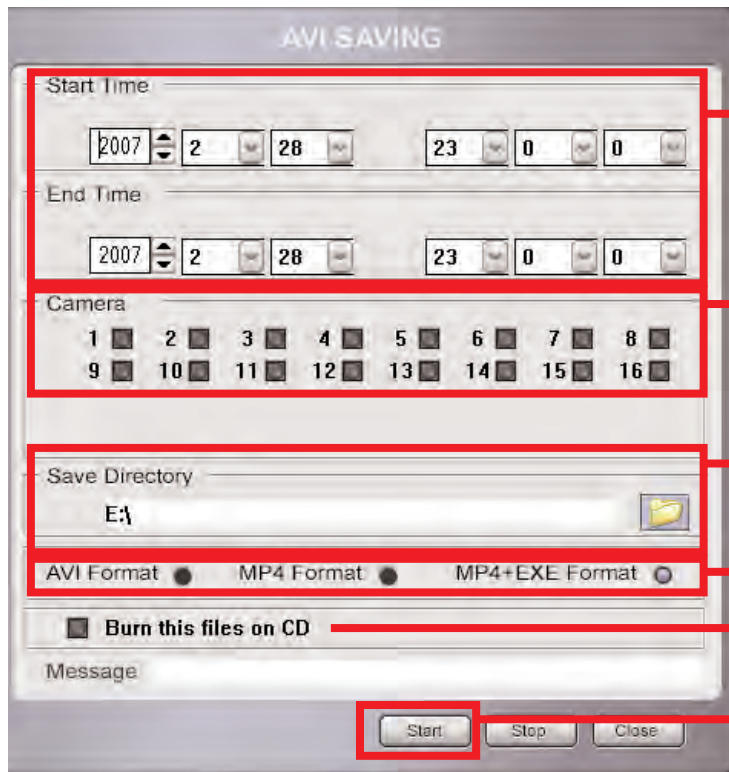 AVI SAVING
Start Time
2007 2 28 23 0 0
End Time
2007 2 28 23 0 0
Camera
1 2 3 4 5 6 7 8
9 10 11 12 13 14 15 16
Save Directory
E:\
AVI Format MP4 Format MP4+EXE Format
Burn this files on CD
Message
Start Stop Close